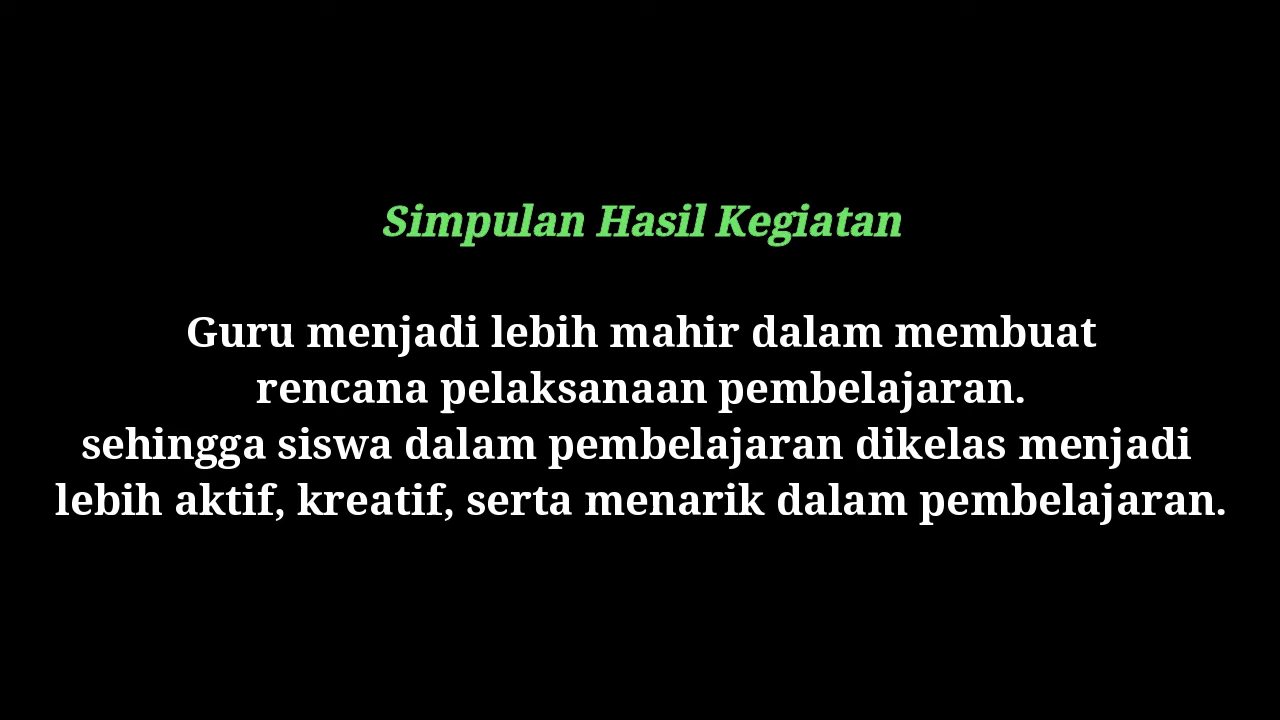 Simpulan Hasil Kegiatan
Guru menjadi lebih mahir dalam membuat
rencana pelaksanaan pembelajaran.
sehingga siswa dalam pembelajaran dikelas menjadi
lebih aktif, kreatif, serta menarik dalam pembelajaran.